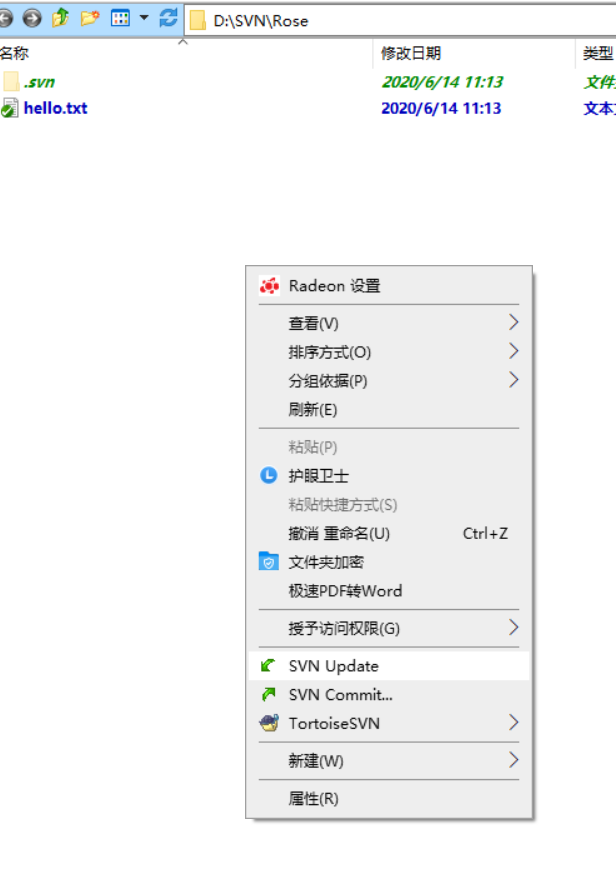 D:\SVN\Rose
名称 修改日期 类型
.svn 2020/6/14 11:13 文件
hello.txt 2020/6/14 11:13 文本
Radeon 设置
查看(V)
排序方式(O)
分组依据(P)
刷新(E)
粘贴(P)
护眼卫士
粘贴快捷方式(S)
撤消 重命名(U) Ctrl+Z
文件夹加密
极速PDF转Word
授予访问权限(G)
SVN Update
SVN Commit...
TortoiseSVN
新建(W)
属性(R)